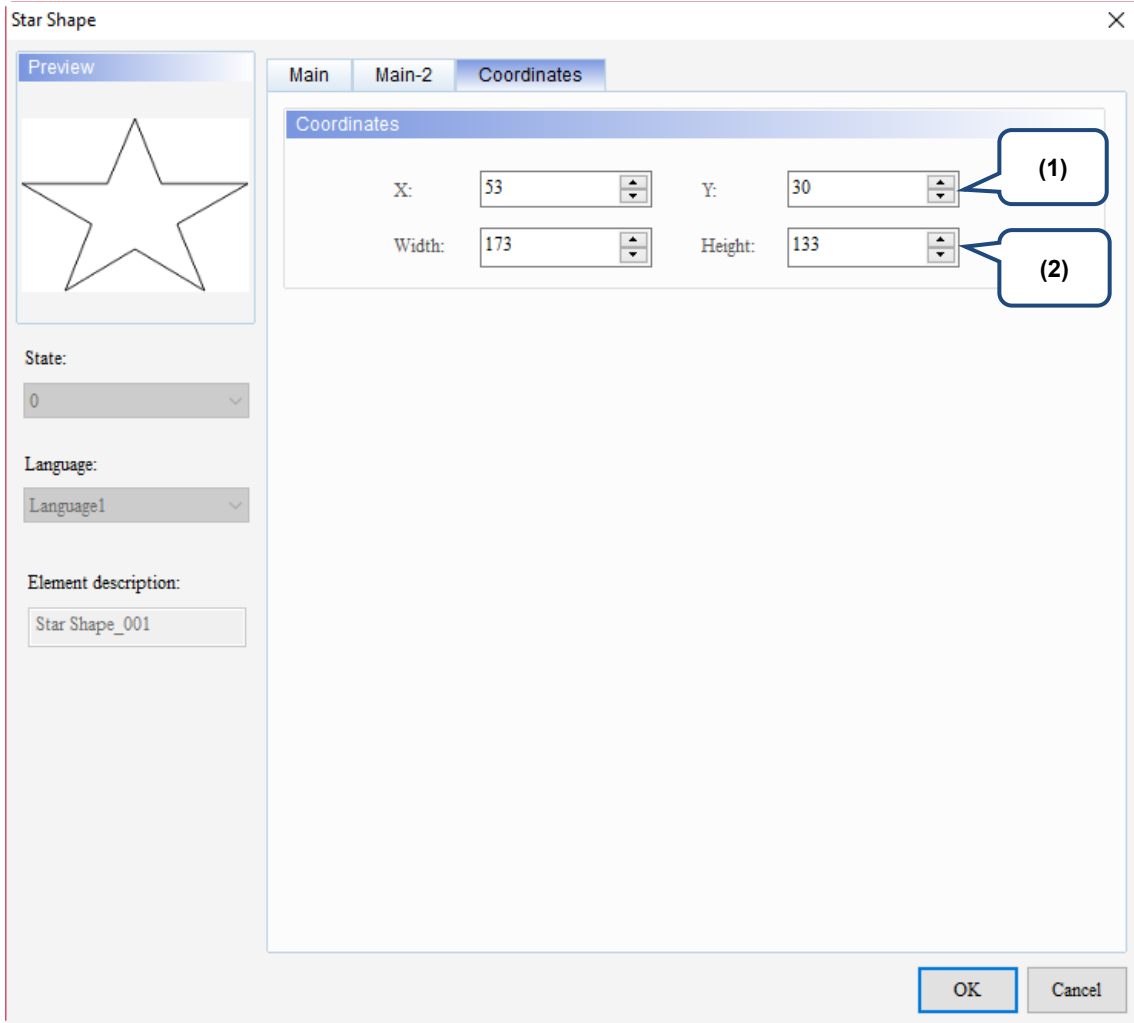 Star Shape
Preview
Main Main-2 Coordinates
Coordinates
X: 53 Y: 30
(1)
Width: 173 Height: 133
(2)
State:
0
Language:
Language1
Element description:
Star Shape_001
OK Cancel